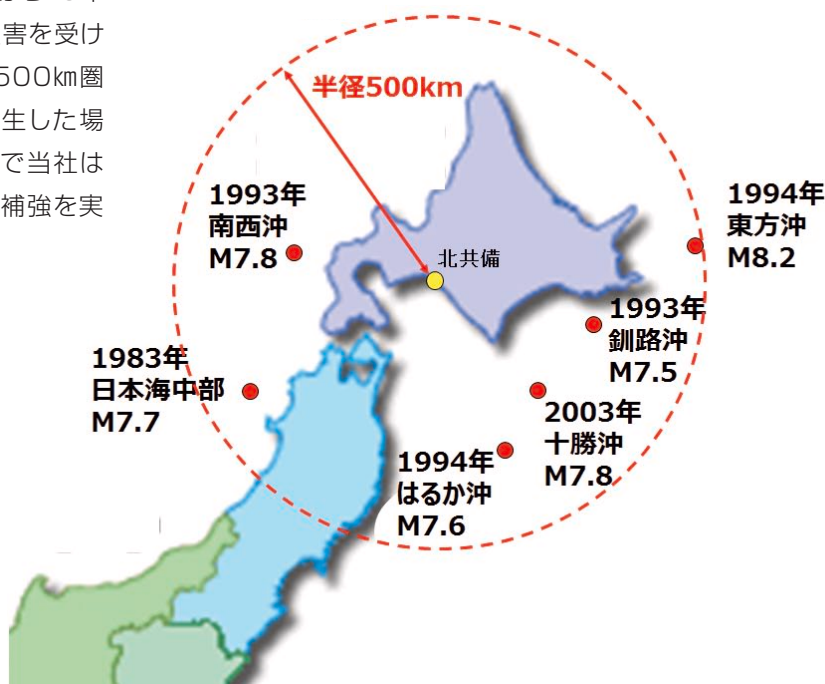 害を受け
500㎞圏
生した場
で当社は
補強を実
半径500km
1993年
南西沖
M7.8
1994年
東方沖
M8.2
北共備
1993年
釧路沖
M7.5
1983年
日本海中部
M7.7
2003年
十勝沖
M7.8
1994年
はるか沖
M7.6